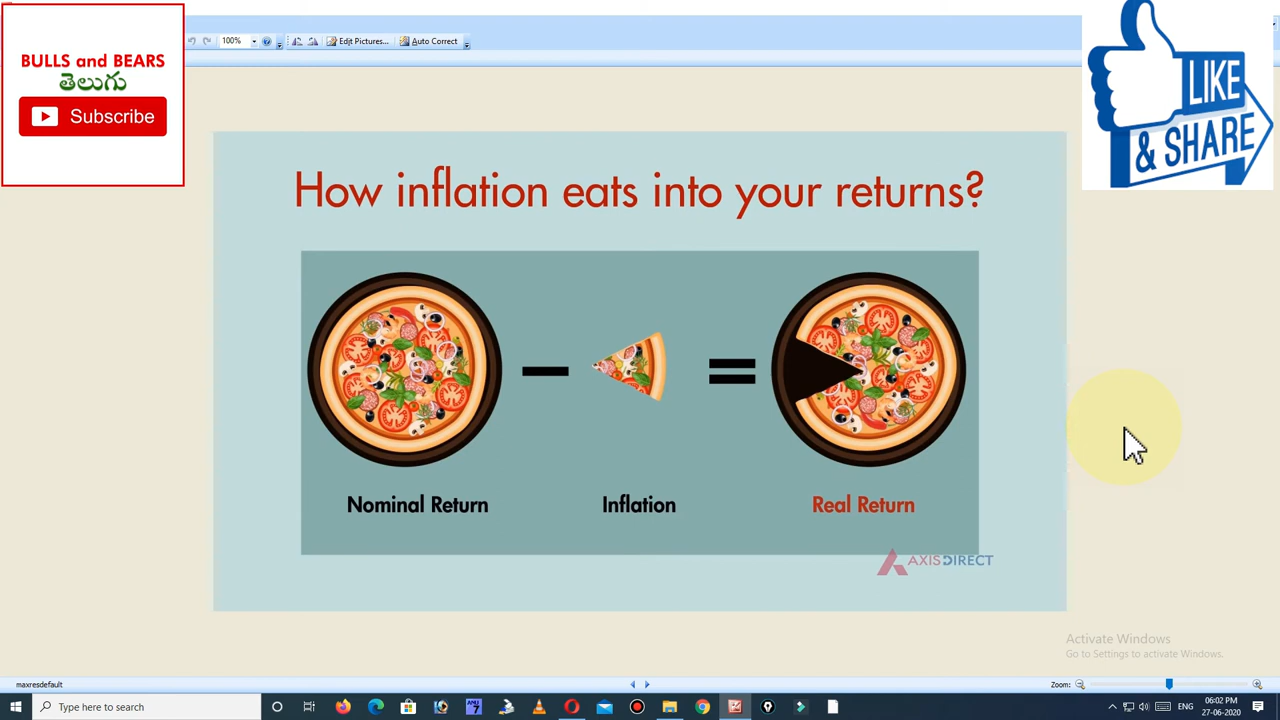 BULLS and BEARS
తెలుగు
Subscribe
100%
Edit Pictures...
Auto Correct
LIKE
& SHARE
How inflation eats into your returns?
Nominal Return
Inflation
Real Return
AXISDIRECT
Activate Windows
Go to Settings to activate Windows.
maxresdefault
Zoom:
Type here to search
ENG
06:02 PM
27-06-2020